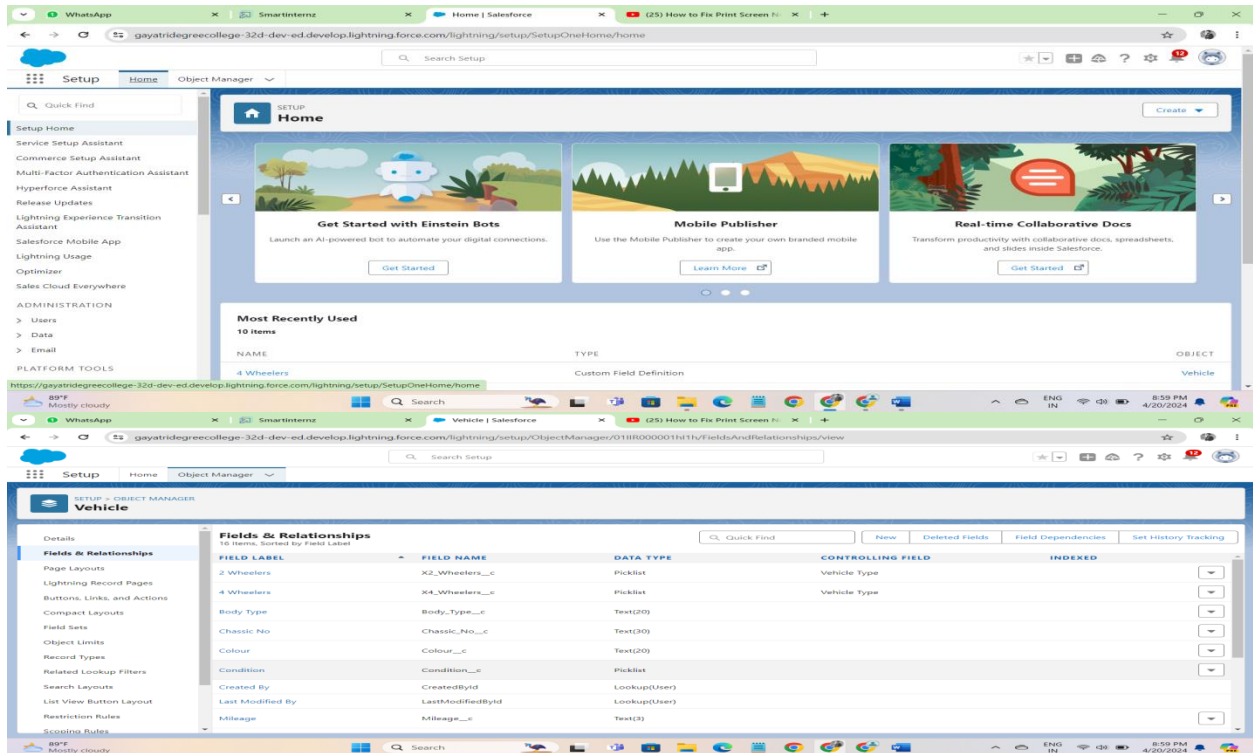 WhatsApp
Smartinternz
Home | Salesforce
(25) How to Fix Print Screen N
gayatridegreecollege-32d-dev-ed.develop.lightning.force.com/lightning/setup/SetupOneHome/home
Search Setup
12
Setup Home Object Manager
Quick Find
Setup Home
Service Setup Assistant
Commerce Setup Assistant
Multi-Factor Authentication Assistant
Hyperforce Assistant
Release Updates
Lightning Experience Transition
Assistant
Salesforce Mobile App
Lightning Usage
Optimizer
Sales Cloud Everywhere
ADMINISTRATION
Users
Data
Email
PLATFORM TOOLS
SETUP
Home
Create
Get Started with Einstein Bots
Launch an AI-powered bot to automate your digital connections.
Get Started
Mobile Publisher
Use the Mobile Publisher to create your own branded mobile
app.
Learn More
Real-time Collaborative Docs
Transform productivity with collaborative docs, spreadsheets,
and slides inside Salesforce.
Get Started
Most Recently Used
10 items
NAME TYPE OBJECT
4 Wheelers Custom Field Definition Vehicle
https://gayatridegreecollege-32d-dev-ed.develop.lightning.force.com/lightning/setup/SetupOneHome/home
89°F
Mostly cloudy
Search
ENG
IN
8:59 PM
4/20/2024
WhatsApp
Smartinternz
Vehicle | Salesforce
(25) How to Fix Print Screen N
gayatridegreecollege-32d-dev-ed.develop.lightning.force.com/lightning/setup/ObjectManager/01IIR000001hI1h/FieldsAndRelationships/view
Search Setup
12
Setup Home Object Manager
SETUP > OBJECT MANAGER
Vehicle
Details
Fields & Relationships
Page Layouts
Lightning Record Pages
Buttons, Links, and Actions
Compact Layouts
Field Sets
Object Limits
Record Types
Related Lookup Filters
Search Layouts
List View Button Layout
Restriction Rules
Scoping Rules
Fields & Relationships
16 Items, Sorted by Field Label
Quick Find
New
Deleted Fields
Field Dependencies
Set History Tracking
FIELD LABEL FIELD NAME DATA TYPE CONTROLLING FIELD INDEXED
2 Wheelers X2_Wheelers__c Picklist Vehicle Type
4 Wheelers X4_Wheelers__c Picklist Vehicle Type
Body Type Body_Type__c Text(20)
Chassic No Chassic_No__c Text(30)
Colour Colour__c Text(20)
Condition Condition__c Picklist
Created By CreatedById Lookup(User)
Last Modified By LastModifiedById Lookup(User)
Mileage Mileage__c Text(3)
89°F
Mostly cloudy
Search
ENG
IN
8:59 PM
4/20/2024